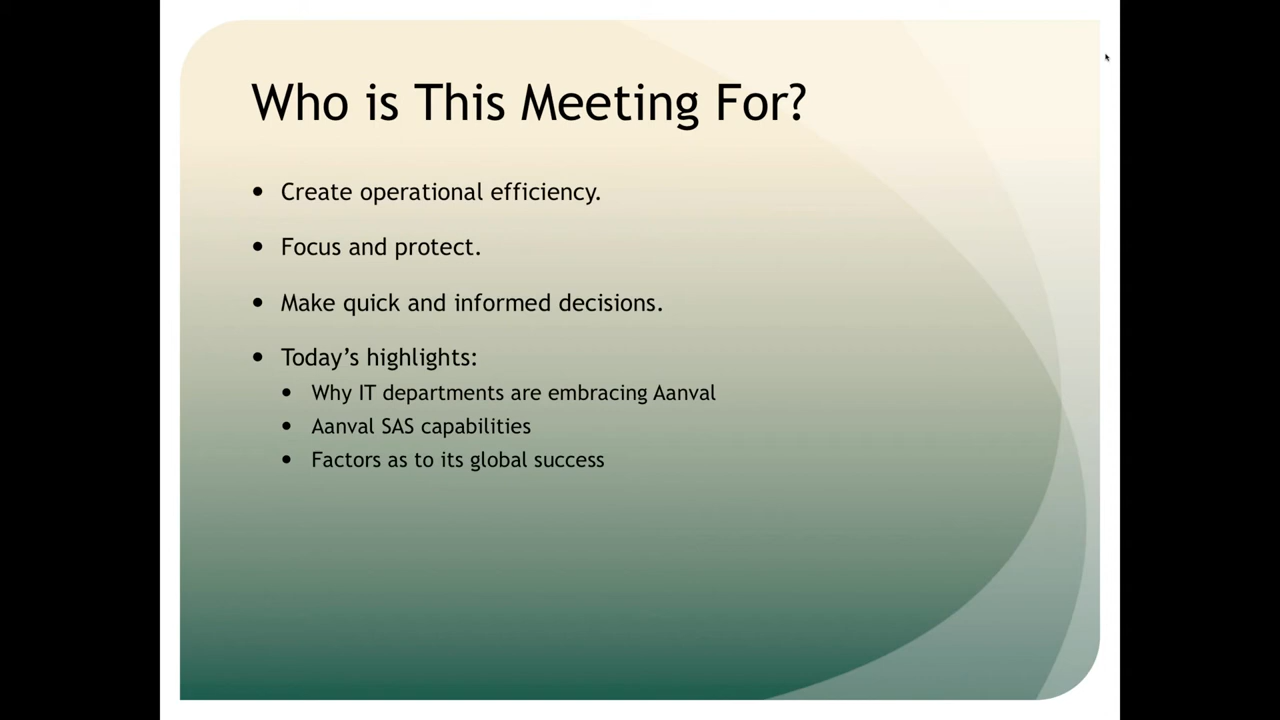 Who is This Meeting For?
• Create operational efficiency.
• Focus and protect.
• Make quick and informed decisions.
• Today’s highlights:
• Why IT departments are embracing Aanval
• Aanval SAS capabilities
• Factors as to its global success